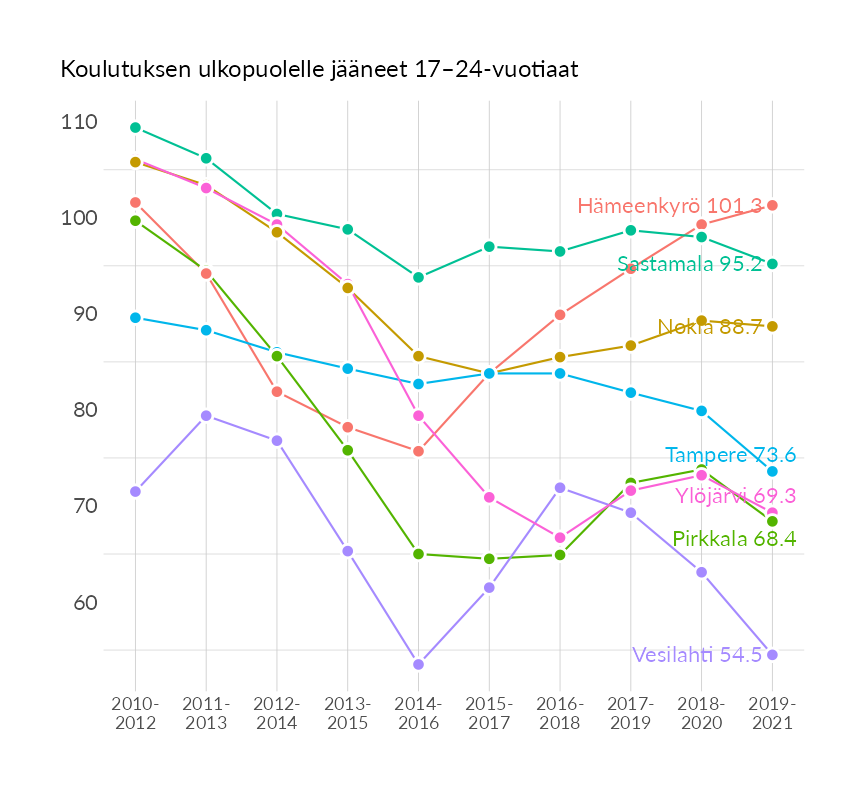 Koulutuksen ulkopuolelle jääneet 17–24-vuotiaat
110
100
90
80
70
60
Hämeenkyrö 101.3
Sastamala 95.2
Nokia 88.7
Tampere 73.6
Ylöjärvi 69.3
Pirkkala 68.4
Vesilahti 54.5
2010- 2011- 2012- 2013- 2014- 2015- 2016- 2017- 2018- 2019-
2012 2013 2014 2015 2016 2017 2018 2019 2020 2021